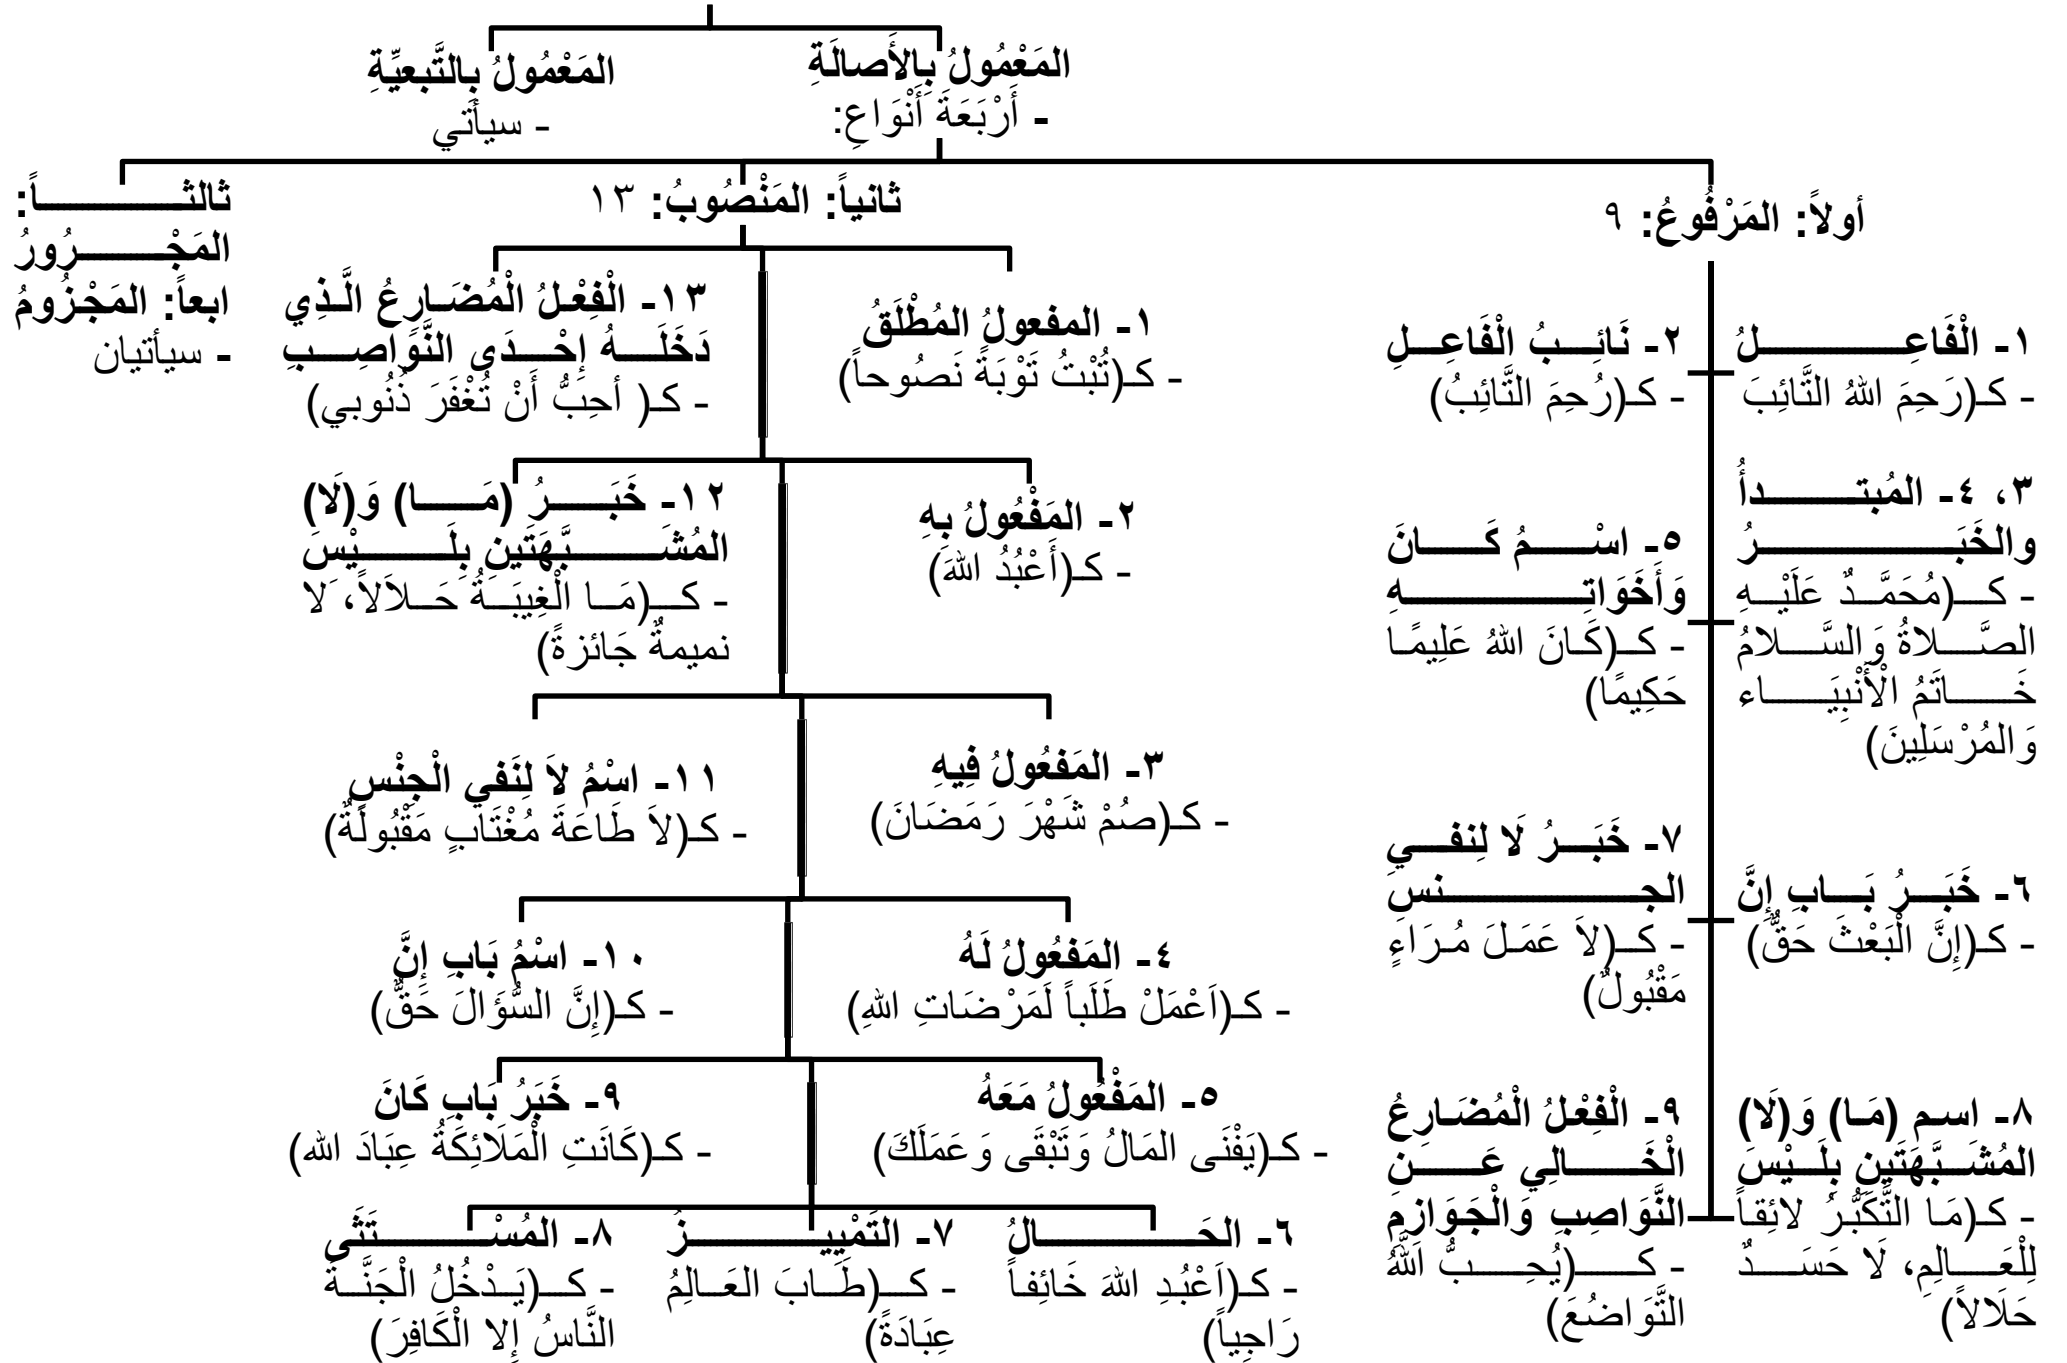 المَعْمُولُ بِالأَصالَةِ
- أَرْبَعَةَ أَنْوَاعٍ:
المَعْمُولُ بِالتَّبعيِّةِ
- سيأتي
أولاً: المَرْفُوعُ: ٩
١- الْفَاعِلُ
- كـ(رَحِمَ اللهُ التَّائِبَ
٢- نَائِبُ الْفَاعِلِ
- كـ(رُحِمَ التَّائِبُ)
٣، ٤- المُبتدأُ
والخَبَرُ
- كـ(مُحَمَّدٌ عَلَيْهِ
الصَّلاةُ وَالسَّلامُ
خَاتَمُ الْأَنْبِيَاء
وَالمُرْسَلِينَ)
٥- اسْمُ كَانَ
وَأَخَوَاتِهِ
- كـ(كَانَ اللهُ عَلِيمًا
حَكِيمًا)
٦- خَبَرُ بَابِ إِنَّ
- كـ(إِنَّ الْبَعْثَ حَقٌّ)
٧- خَبَرُ لَا لِنفيِ
الجنسِ
- كـ(لاَ عَمَلَ مُرَاءٍ
مَقْبُولٌ)
٨- اسم (مَا) وَ(لَا)
المُشَبَّهَتَينِ بِلَيْسَ
- كـ(مَا التَّكَبُّرُ لائِقاً
لِلْعَالِمِ، لَا حَسَدٌ
حَلَالاً)
٩- الْفِعْلُ الْمُضَارِعُ
الْخَالِي عَنِ
النَّوَاصِبِ وَالْجَوَازِمِ
- كـ(يُحِبُّ اللَّهُ
التَّوَاضُعَ)
ثانياً: المَنْصُوبُ: ١٣
١- المفعولُ المُطْلَقُ
- كـ(تُبْتُ تَوْبَةً نَصُوحاً)
٢- المَفْعُولُ بِهِ
- كـ(أَعْبُدُ اللهَ)
٣- المَفعُولُ فِيهِ
- كـ(صُمْ شَهْرَ رَمَضَانَ)
٤- المَفعُولُ لَهُ
- كـ(اَعْمَلْ طَلَباً لَمَرْضَاتِ اللهِ)
٥- المَفْعُولُ مَعَهُ
- كـ(يَفْنَى المَالُ وَتَبْقَى وَعَمَلَكَ)
٦- الحَالُ
- كـ(اَعْبُدِ اللهَ خَائِفاً
رَاجِياً)
٧- التَمْييزُ
- كـ(طَابَ العَالِمُ
عِبَادَةً)
٨- المُسْتَثَى
- كـ(يَدْخُلُ الْجَنَّةَ
النَّاسُ إِلا الْكَافِرَ)
٩- خَبَرُ بَابِ كَانَ
- كـ(كَانَتِ الْمَلَائِكَةُ عِبَادَ الله)
١٠- اسْمُ بَابِ إِنَّ
- كـ(إِنَّ السُّؤَالَ حَقٌّ)
١١- اسْمُ لاَ لِنَفي الْجِنْسِ
- كـ(لاَ طَاعَةَ مُغْتَابٍ مَقْبُولَةٌ)
١٢- خَبَرُ (مَا) وَ(لَا)
المُشَبَّهَتَينِ بِلَيْسَ
- كـ(مَا الْغِيبَةُ حَلاَلاً، لَا
نميمةٌ جَائزةً)
١٣- الْفِعْلُ الْمُضَارِعُ الَّذِي
دَخَلَهُ إِحْدَى النَّوَاصِبِ
- كـ( أحِبُّ أَنْ تُغْفَرَ ذُنُوبي)
ثالثاً:
المَجْرُورُ
ابعاً: المَجْزُومُ
- سيأتيان